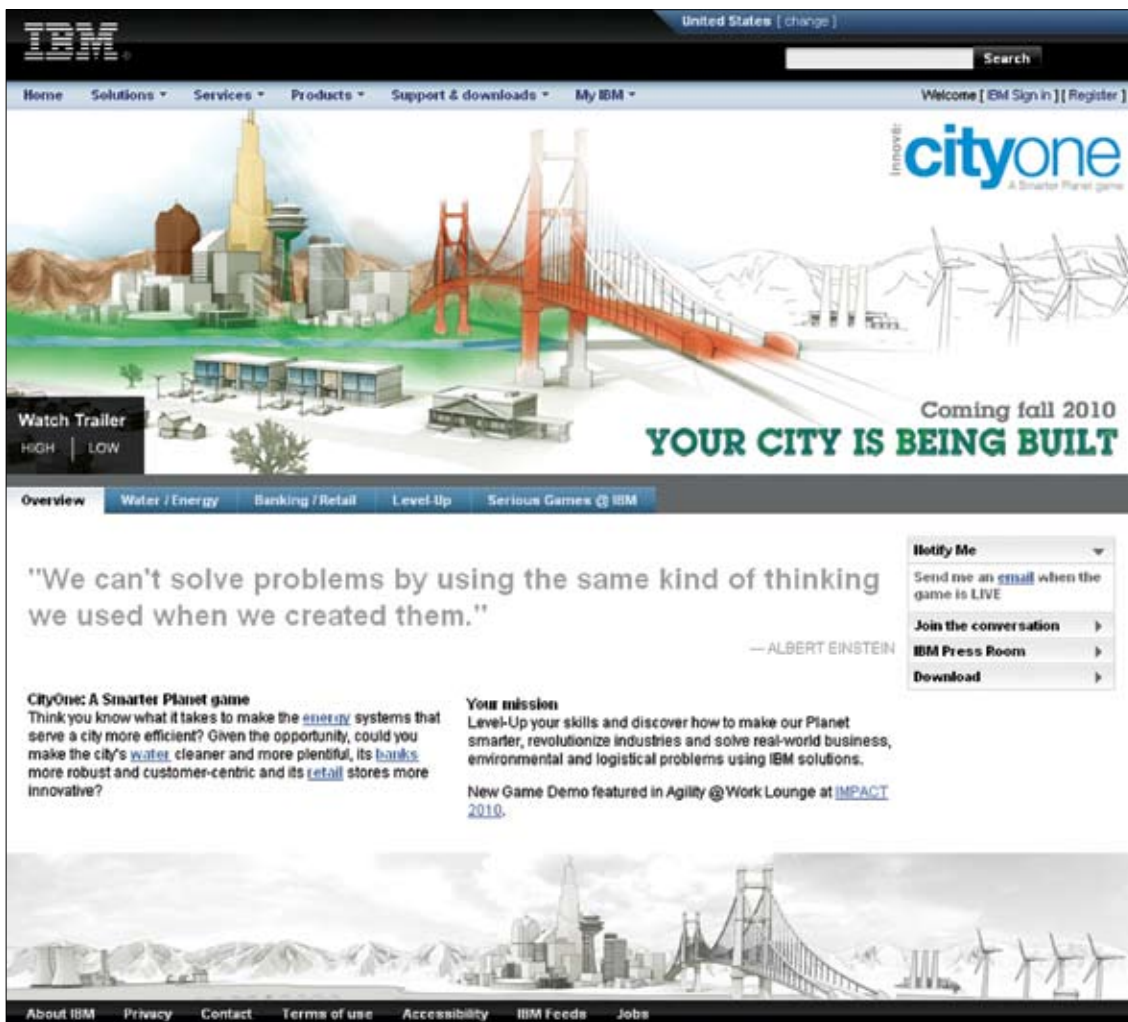 United States [ change ]
IBM®
Search
Home Solutions Services Products Support & downloads My IBM Welcome [ IBM Sign in ] [ Register ]
innov8:
cityone
A Smarter Planet game
Coming fall 2010
YOUR CITY IS BEING BUILT
Watch Trailer
HIGH | LOW
Overview Water / Energy Banking / Retail Level-Up Serious Games @ IBM
"We can't solve problems by using the same kind of thinking
we used when we created them."
— ALBERT EINSTEIN
Notify Me
Send me an email when the
game is LIVE
Join the conversation
IBM Press Room
Download
CityOne: A Smarter Planet game
Think you know what it takes to make the energy systems that
serve a city more efficient? Given the opportunity, could you
make the city's water cleaner and more plentiful, its banks
more robust and customer-centric and its retail stores more
innovative?
Your mission
Level-Up your skills and discover how to make our Planet
smarter, revolutionize industries and solve real-world business,
environmental and logistical problems using IBM solutions.
New Game Demo featured in Agility @ Work Lounge at IMPACT
2010.
About IBM Privacy Contact Terms of use Accessibility IBM Feeds Jobs